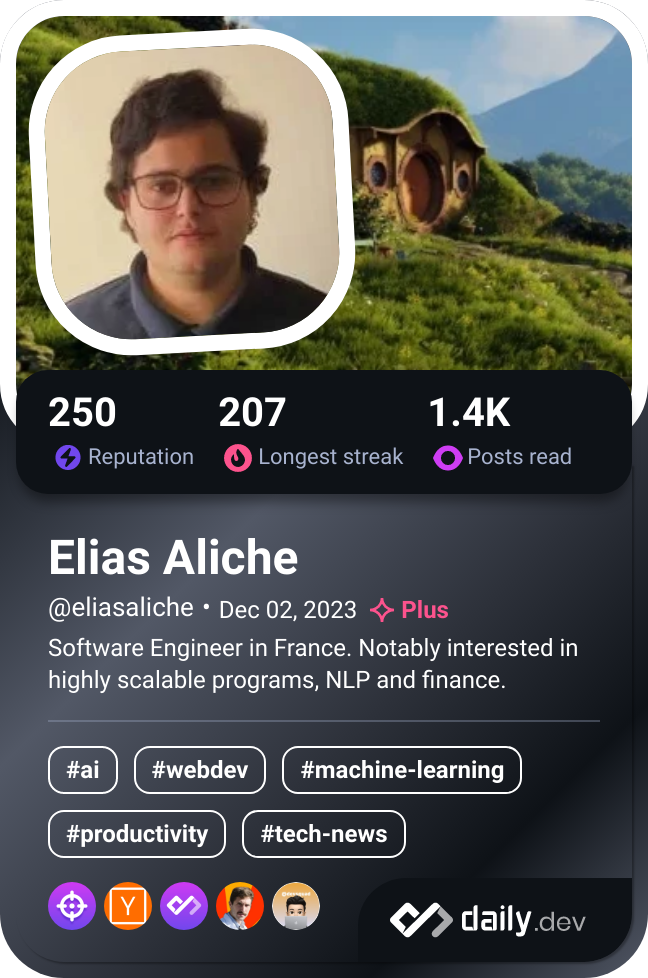 250 207 1.4K
Reputation Longest streak Posts read
Elias Aliche
@eliasaliche • Dec 02, 2023 Plus
Software Engineer in France. Notably interested in
highly scalable programs, NLP and finance.
#ai #webdev #machine-learning
#productivity #tech-news
Y
daily.dev